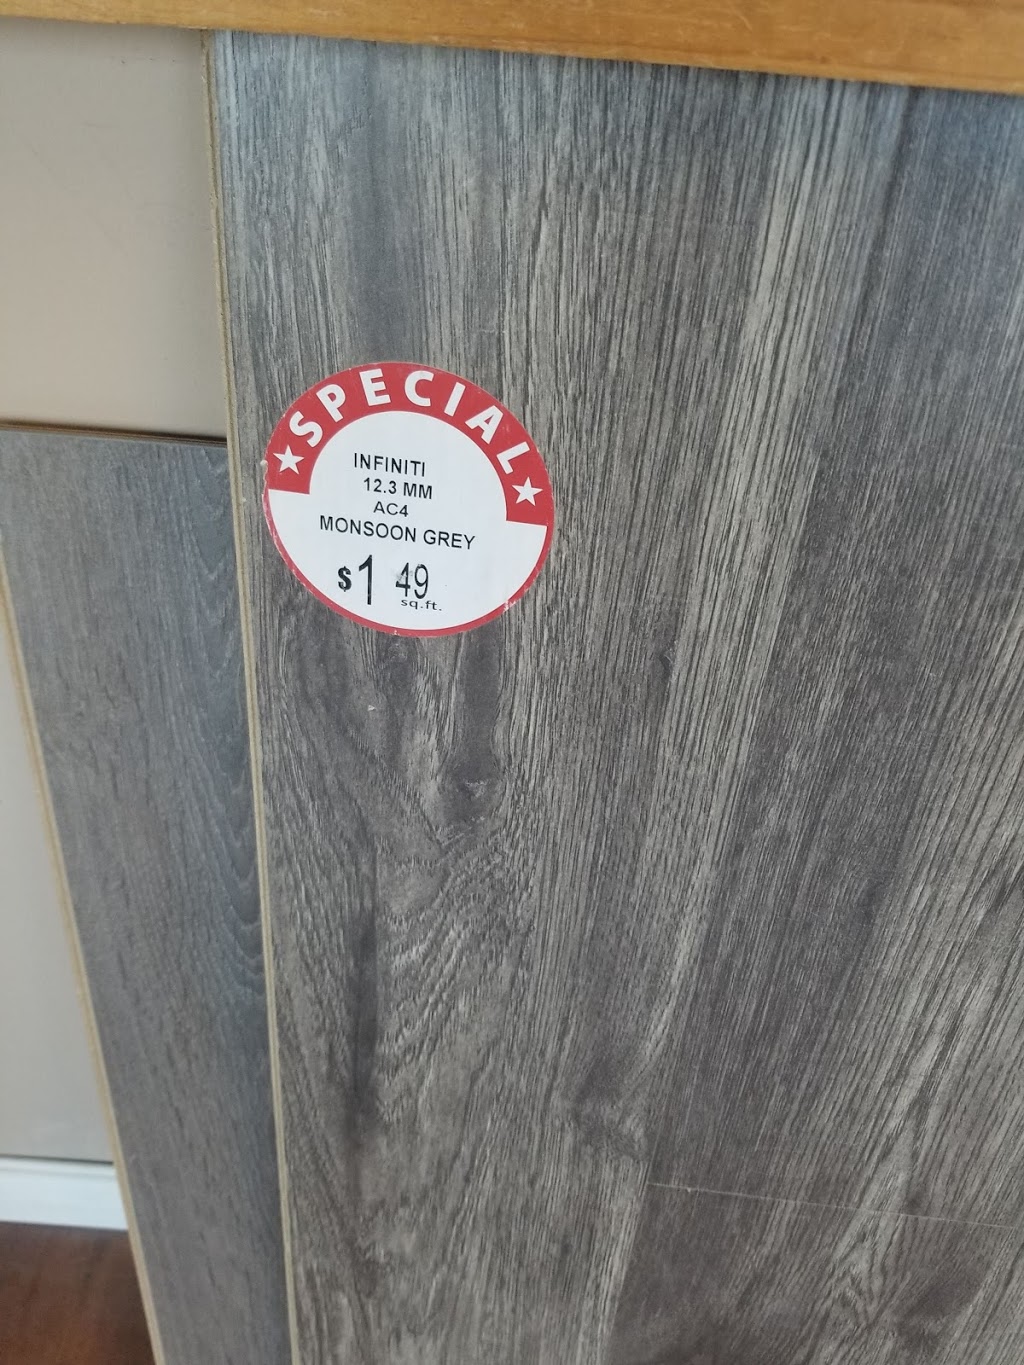 SPECIAL
INFINITI
12.3 MM
AC4
MONSOON GREY
$1 49
sq.ft.